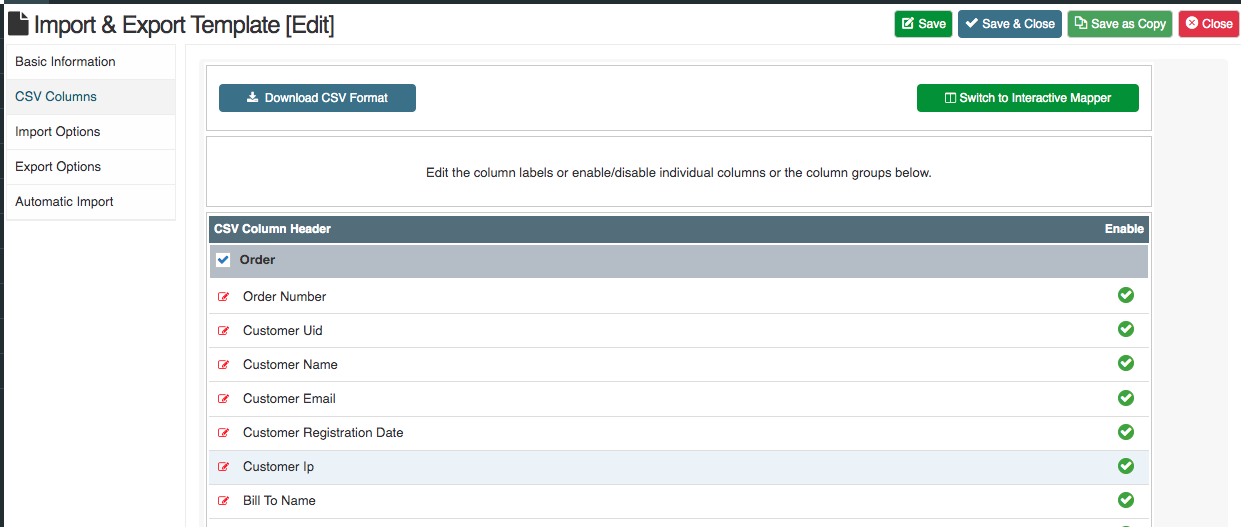 Import & Export Template [Edit]
Save
Save & Close
Save as Copy
Close
Basic Information
CSV Columns
Import Options
Export Options
Automatic Import
Download CSV Format
Switch to Interactive Mapper
Edit the column labels or enable/disable individual columns or the column groups below.
CSV Column Header
Enable
Order
Order Number
Customer Uid
Customer Name
Customer Email
Customer Registration Date
Customer Ip
Bill To Name